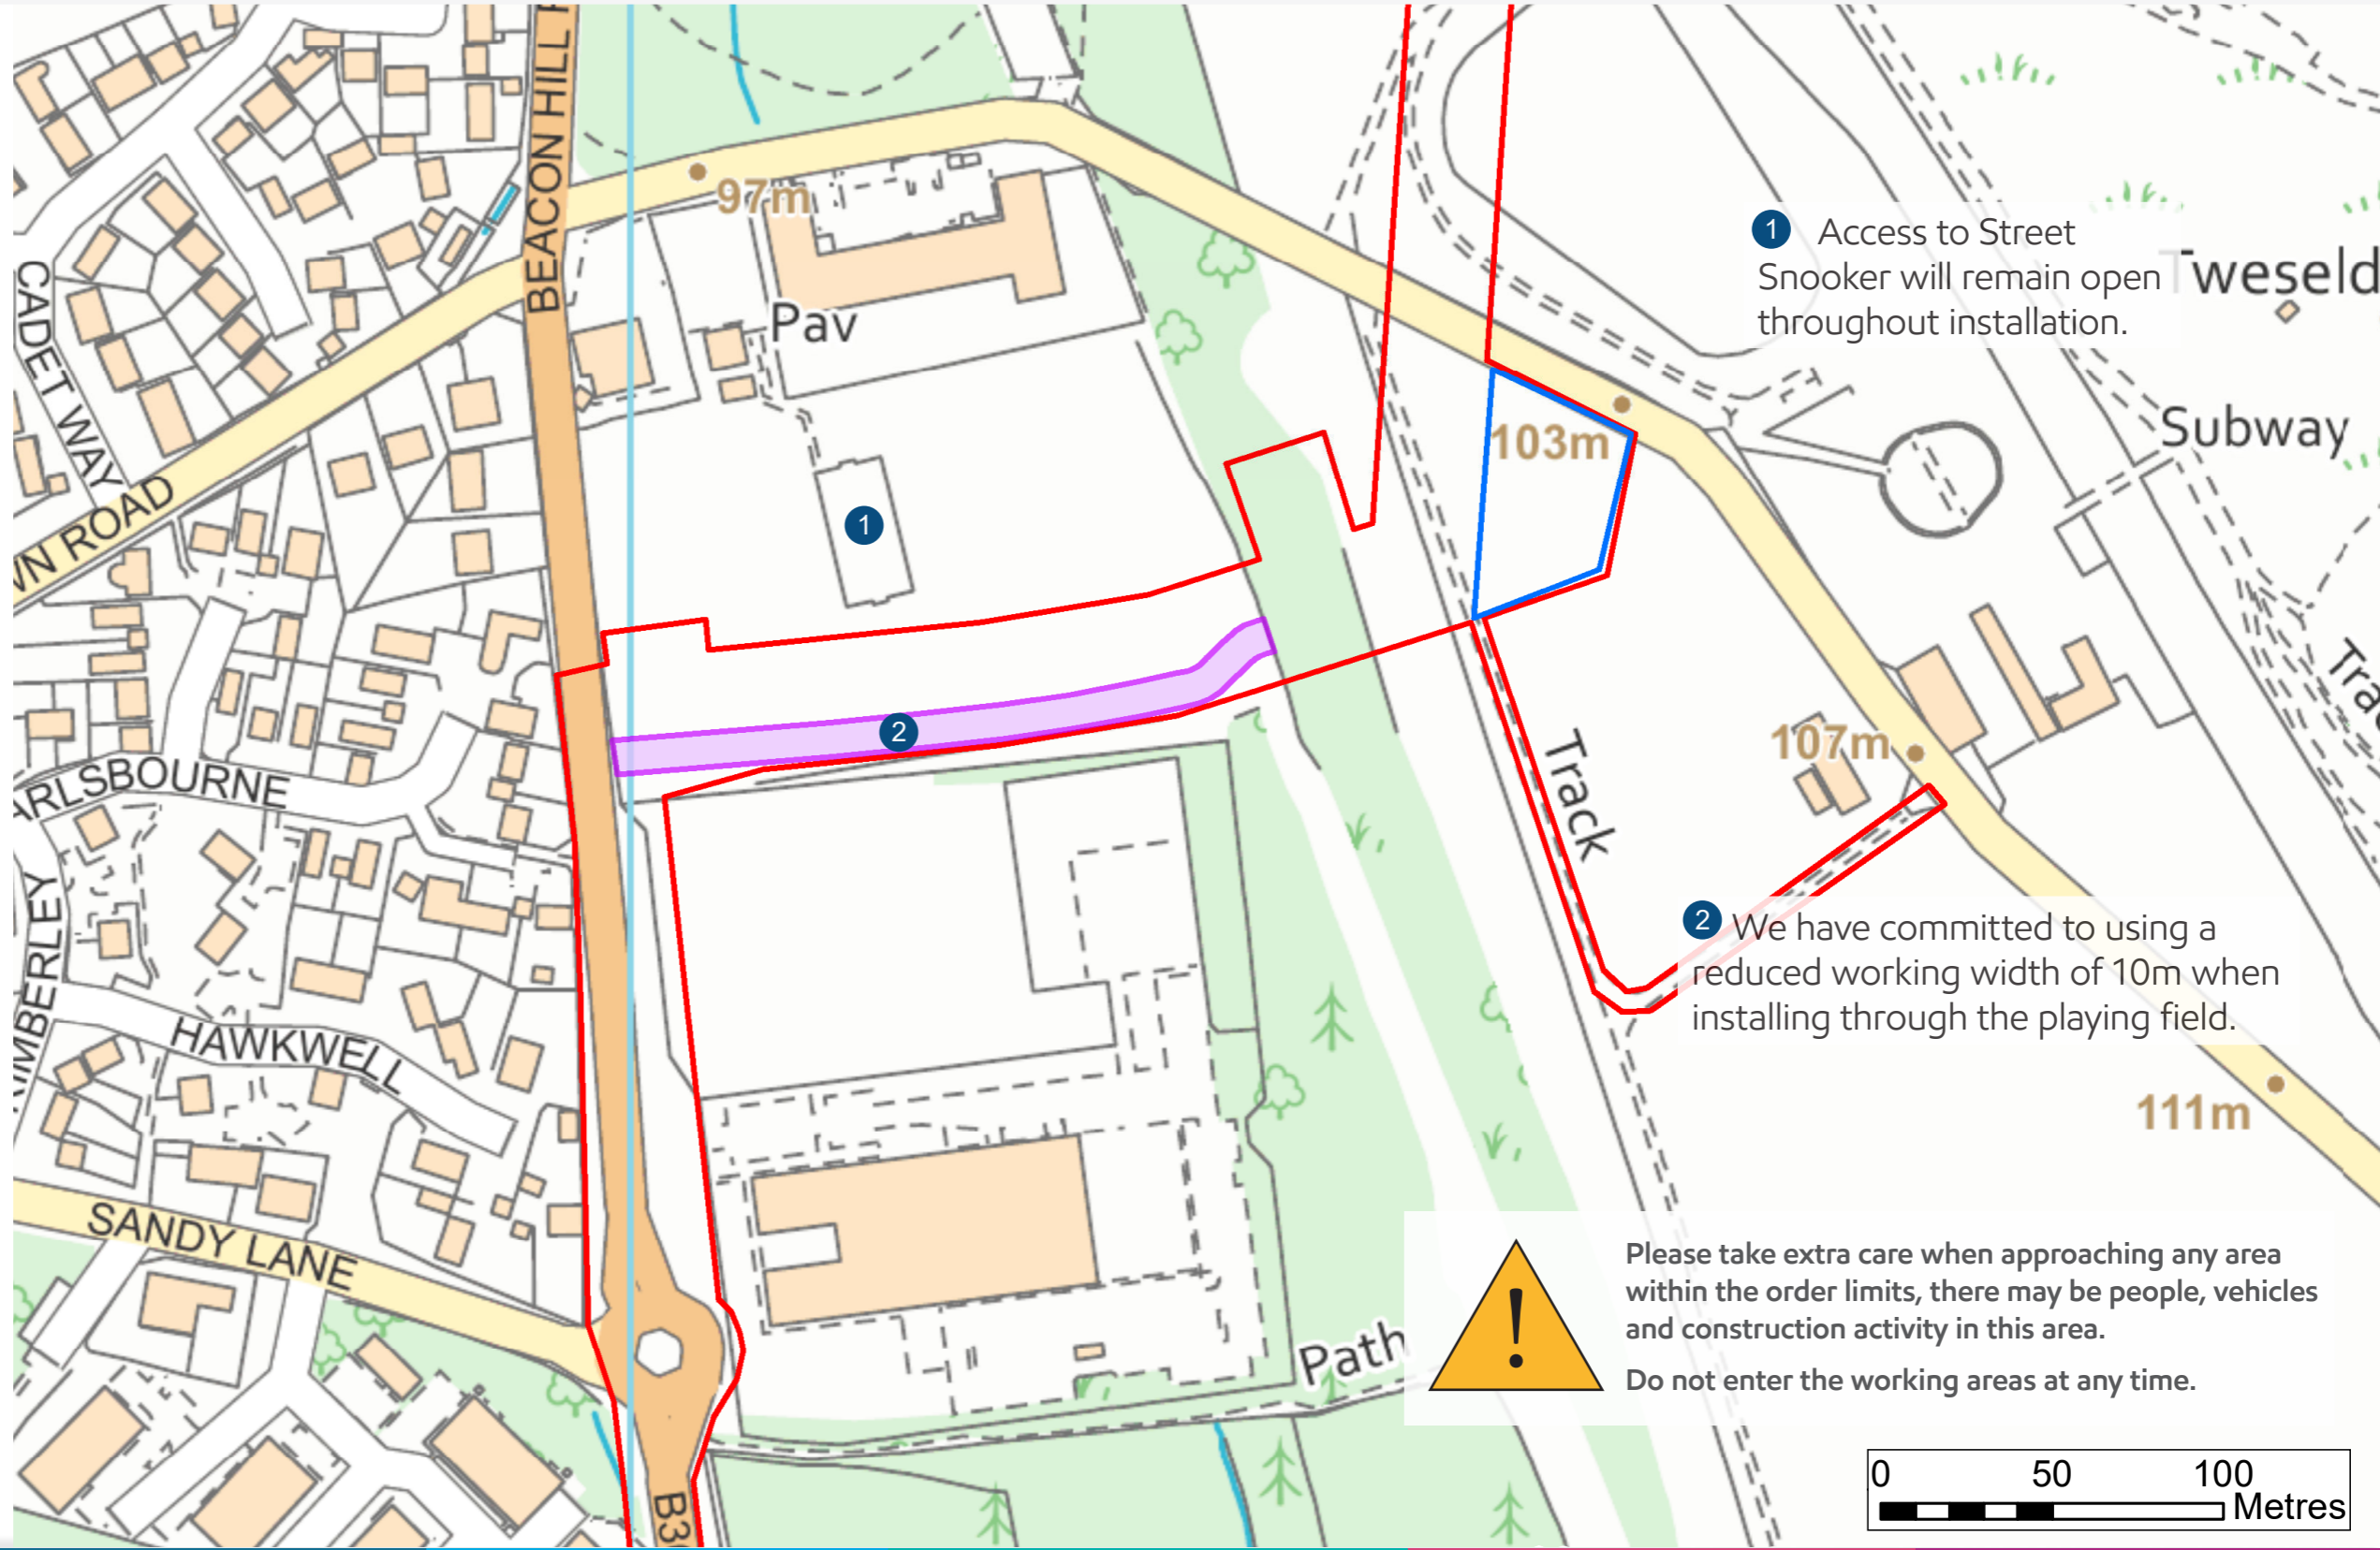 BEACON HILL
97m
Pav
CADET WAY
WN ROAD
1
1 Access to Street
Snooker will remain open
throughout installation.
Tweseld
103m
Subway
2
107m
Track
Trac
ARLSBOURNE
KIMBERLEY
HAWKWELL
2 We have committed to using a
reduced working width of 10m when
installing through the playing field.
111m
SANDY LANE
Path
B3
!
Please take extra care when approaching any area
within the order limits, there may be people, vehicles
and construction activity in this area.
Do not enter the working areas at any time.
0 50 100
Metres